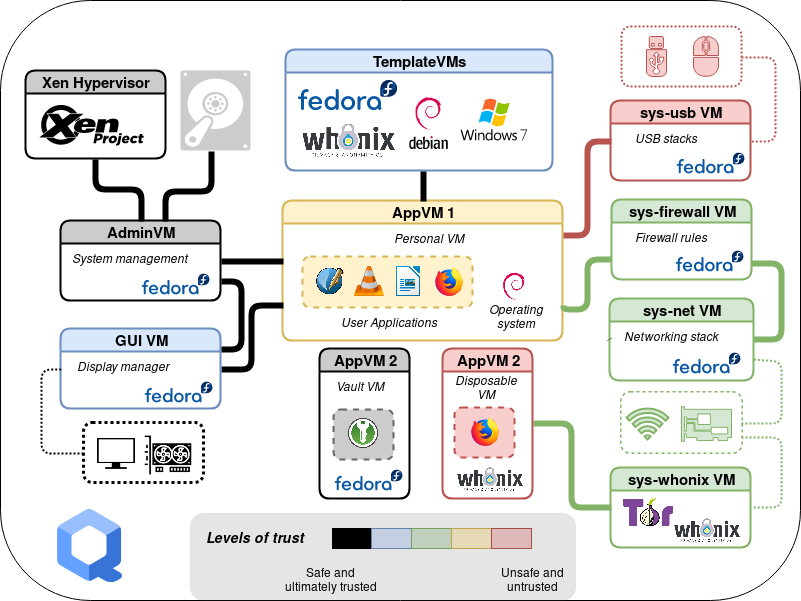 Xen Hypervisor
Xen
Project
TemplateVMs
fedora
whonix
debian
Windows 7
sys-usb VM
USB stacks
fedora
AdminVM
System management
fedora
AppVM 1
Personal VM
User Applications
Operating
system
sys-firewall VM
Firewall rules
fedora
sys-net VM
Networking stack
fedora
GUI VM
Display manager
fedora
AppVM 2
Vault VM
fedora
AppVM 2
Disposable
VM
whonix
sys-whonix VM
Tor
whonix
Levels of trust
Safe and
ultimately trusted
Unsafe and
untrusted